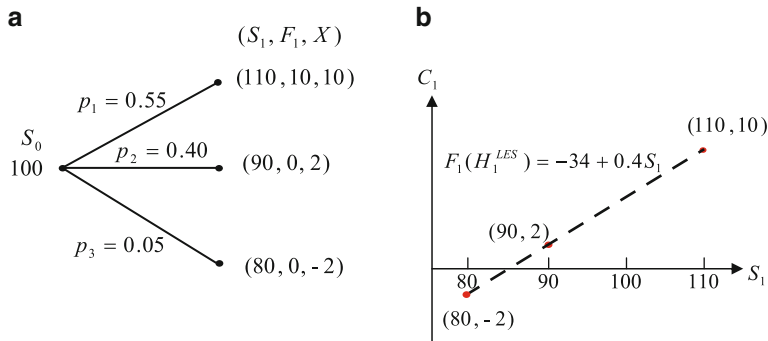 a
(S₁, F₁, X)
(110, 10, 10)
p₁ = 0.55
S₀
100
p₂ = 0.40
(90, 0, 2)
p₃ = 0.05
(80, 0, -2)
b
C₁
(110, 10)
F₁(H₁^LES) = −34 + 0.4S₁
(90, 2)
80 90 100 110 S₁
(80, -2)